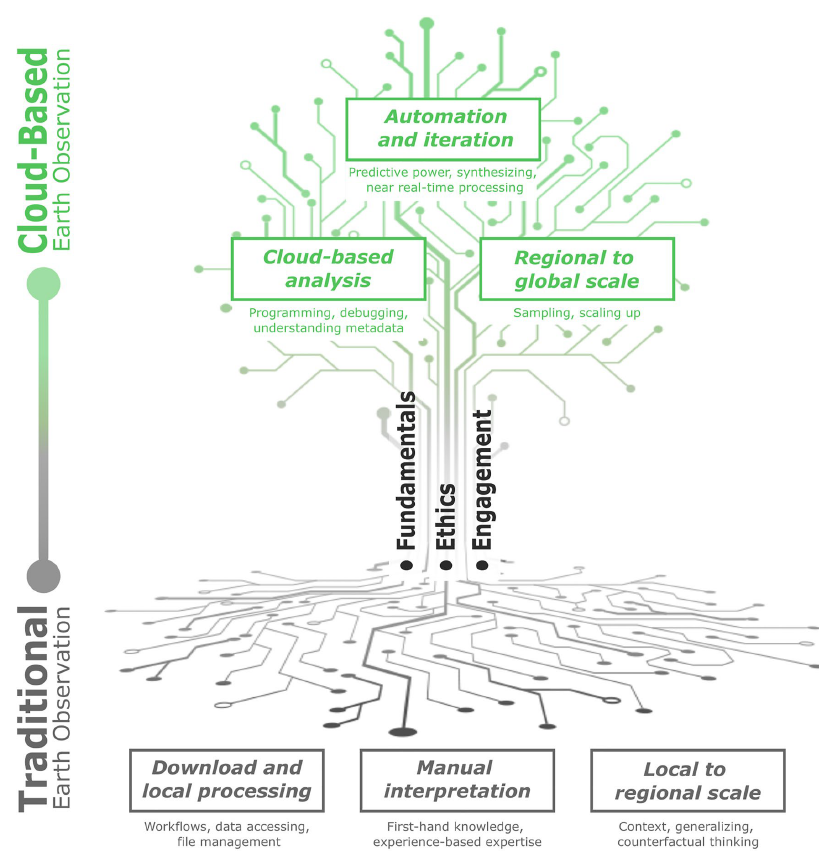 Cloud-Based
Earth Observation
Automation
and iteration
Predictive power, synthesizing,
near real-time processing
Cloud-based
analysis
Programming, debugging,
understanding metadata
Regional to
global scale
Sampling, scaling up
Fundamentals
Ethics
Engagement
Traditional
Earth Observation
Download and
local processing
Workflows, data accessing,
file management
Manual
interpretation
First-hand knowledge,
experience-based expertise
Local to
regional scale
Context, generalizing,
counterfactual thinking